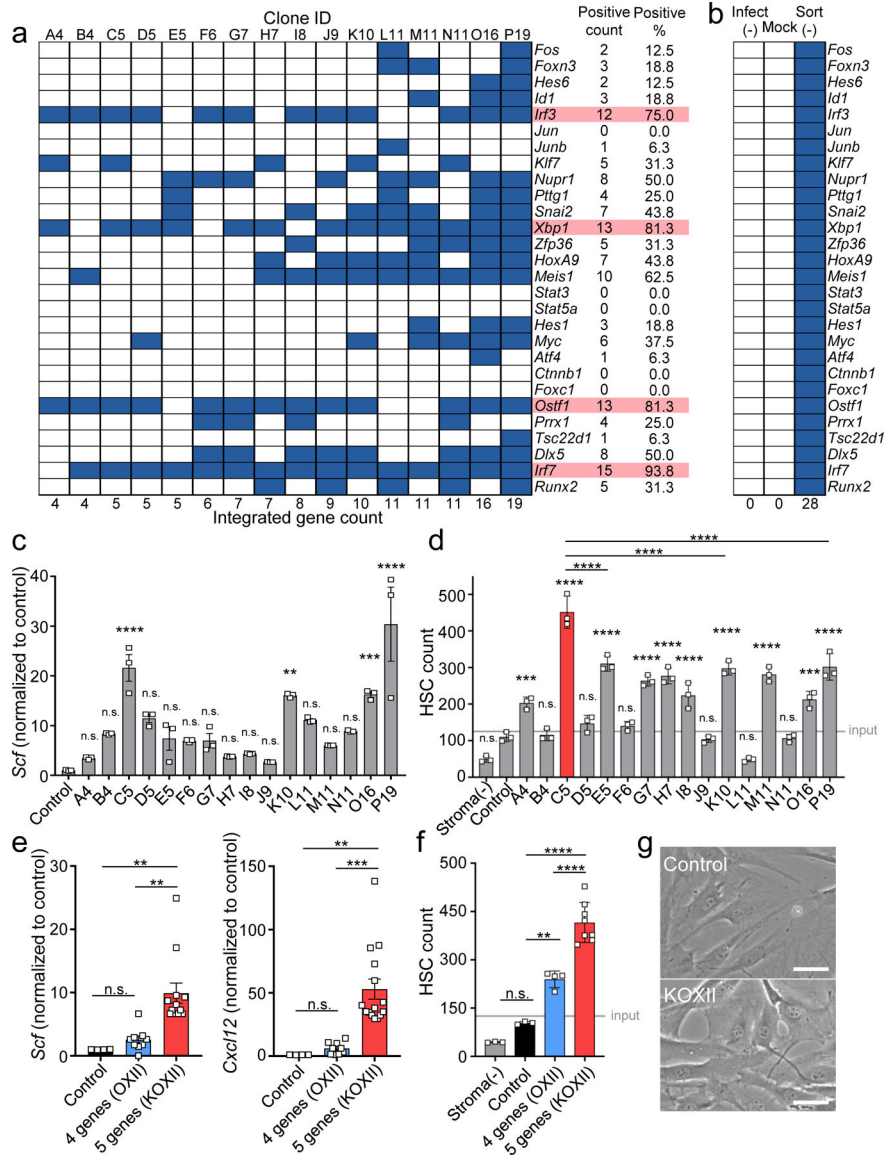 a
Clone ID
A4 B4 C5 D5 E5 F6 G7 H7 I8 J9 K10 L11 M11 N11 O16 P19
Positive count
Positive %
Fos 2 12.5
Foxn3 3 18.8
Hes6 2 12.5
Id1 3 18.8
Irf3 12 75.0
Jun 0 0.0
Junb 1 6.3
Klf7 5 31.3
Nupr1 8 50.0
Pttg1 4 25.0
Snai2 7 43.8
Xbp1 13 81.3
Zfp36 5 31.3
HoxA9 7 43.8
Meis1 10 62.5
Stat3 0 0.0
Stat5a 0 0.0
Hes1 3 18.8
Myc 6 37.5
Atf4 1 6.3
Ctnnb1 0 0.0
Foxc1 0 0.0
Ostf1 13 81.3
Prrx1 4 25.0
Tsc22d1 1 6.3
Dlx5 8 50.0
Irf7 15 93.8
Runx2 5 31.3
4 4 5 5 5 6 7 7 8 9 10 11 11 11 16 19
Integrated gene count
b
Infect (-)
Mock
Sort (-)
Fos
Foxn3
Hes6
Id1
Irf3
Jun
Junb
Klf7
Nupr1
Pttg1
Snai2
Xbp1
Zfp36
HoxA9
Meis1
Stat3
Stat5a
Hes1
Myc
Atf4
Ctnnb1
Foxc1
Ostf1
Prrx1
Tsc22d1
Dlx5
Irf7
Runx2
0 0 28
c
Scf (normalized to control)
40
30
20
10
0
n.s. n.s. **** n.s. n.s. n.s. n.s. n.s. n.s. n.s. ** n.s. n.s. n.s. *** ****
Control A4 B4 C5 D5 E5 F6 G7 H7 I8 J9 K10 L11 M11 N11 O16 P19
d
HSC count
500
400
300
200
100
0
****
****
****
n.s. n.s. *** n.s. **** n.s. **** n.s. **** **** **** n.s. **** n.s. **** n.s. *** ****
input
Stroma(-) Control A4 B4 C5 D5 E5 F6 G7 H7 I8 J9 K10 L11 M11 N11 O16 P19
e
Scf (normalized to control)
30
20
10
0
**
**
n.s.
Control 4 genes (OXII) 5 genes (KOXII)
Cxcl12 (normalized to control)
150
100
50
0
**
***
n.s.
Control 4 genes (OXII) 5 genes (KOXII)
f
HSC count
500
375
250
125
0
****
****
**
n.s.
input
Stroma(-) Control 4 genes (OXII) 5 genes (KOXII)
g
Control
KOXII